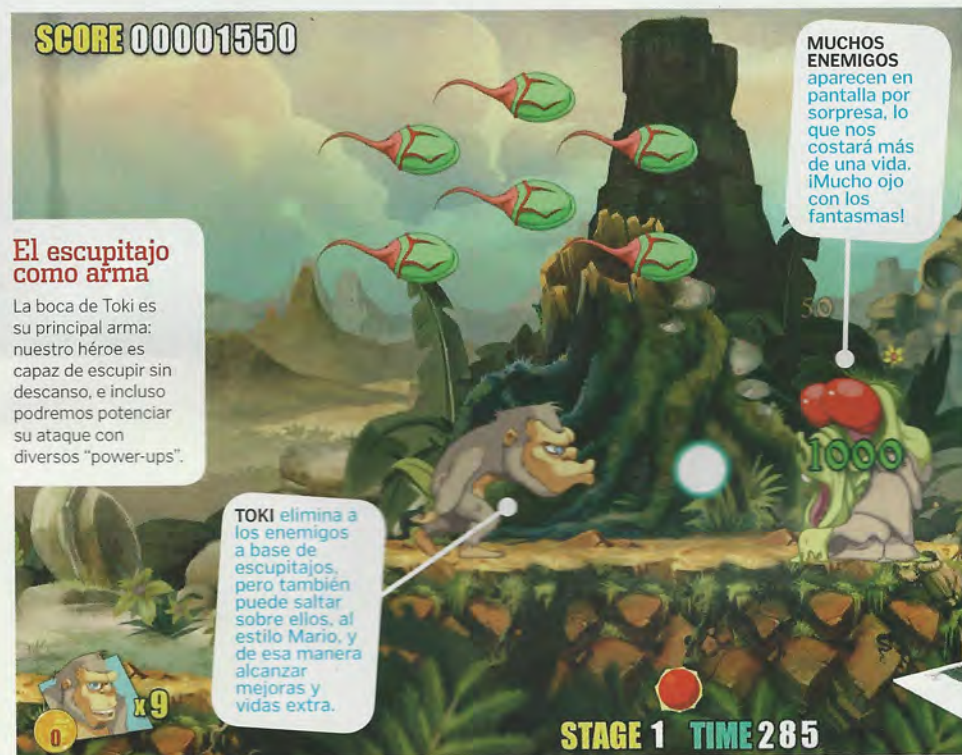 SCORE 00001550
MUCHOS
ENEMIGOS
aparecen en
pantalla por
sorpresa, lo
que nos
costará más
de una vida.
¡Mucho ojo
con los
fantasmas!
El escupitajo
como arma
La boca de Toki es
su principal arma:
nuestro héroe es
capaz de escupir sin
descanso, e incluso
podremos potenciar
su ataque con
diversos "power-ups".
50
1000
TOKI elimina a
los enemigos
a base de
escupitajos,
pero también
puede saltar
sobre ellos, al
estilo Mario, y
de esa manera
alcanzar
mejoras y
vidas extra.
x 9
0
STAGE 1 TIME 285